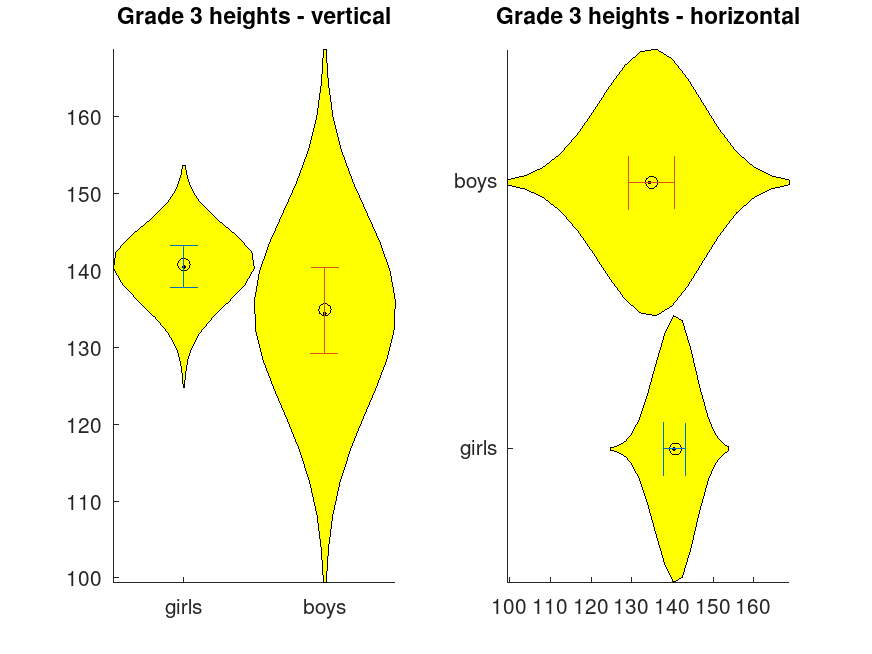 Grade 3 heights - vertical
160
150
140
130
120
110
100
girls boys
Grade 3 heights - horizontal
boys
girls
100 110 120 130 140 150 160